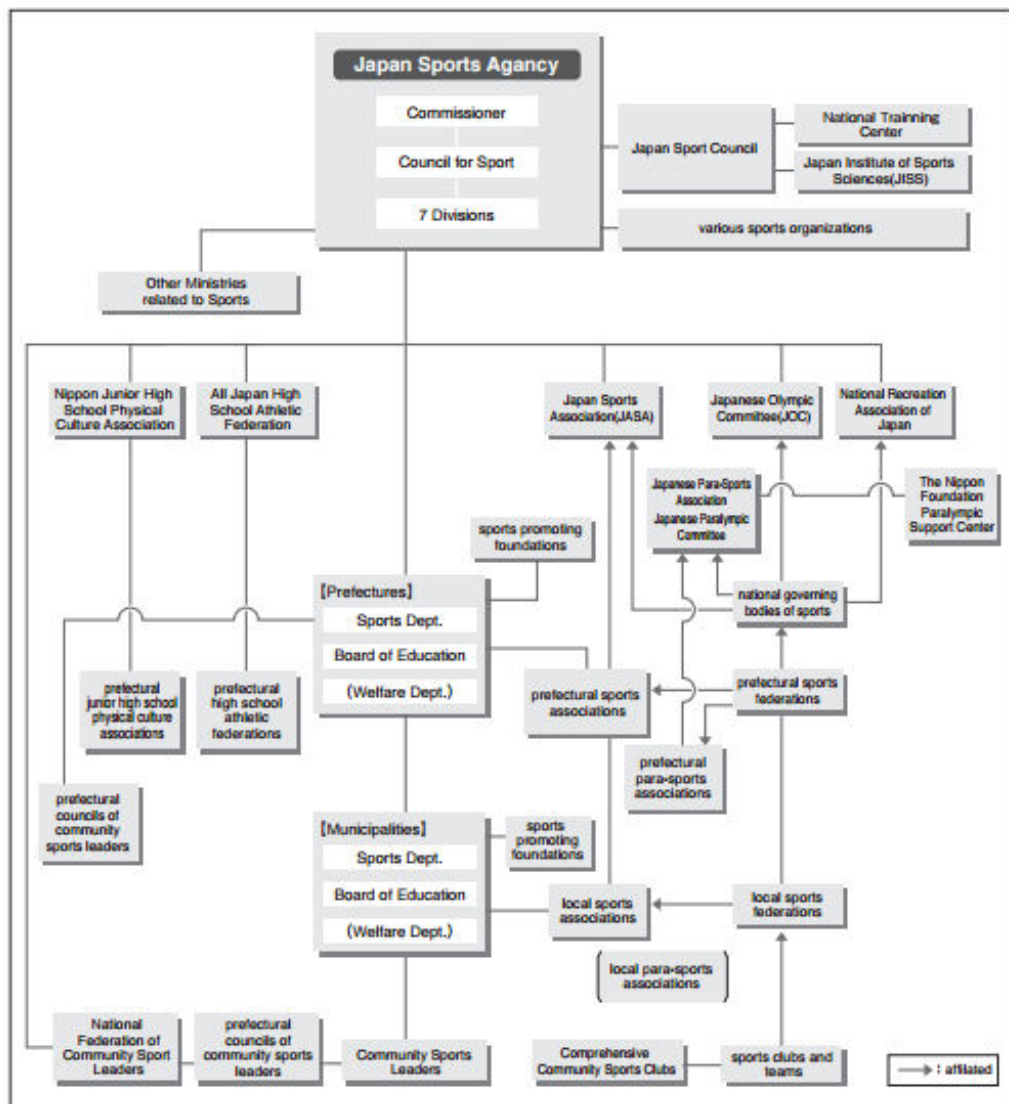 Japan Sports Agancy
Commissioner
Council for Sport
7 Divisions
Japan Sport Council
National Trainning
Center
Japan Institute of Sports
Sciences(JISS)
various sports organizations
Other Ministries
related to Sports
Nippon Junior High
School Physical
Culture Association
All Japan High
School Athletic
Federation
Japan Sports
Association(JASA)
Japanese Olympic
Committee(JOC)
National Recreation
Association of
Japan
Japanese Para-Sports
Association
Japanese Paralympic
Committee
The Nippon
Foundation
Paralympic
Support Center
sports promoting
foundations
【Prefectures】
Sports Dept.
Board of Education
(Welfare Dept.)
national governing
bodies of sports
prefectural
junior high school
physical culture
associations
prefectural
high school
athletic
federations
prefectural sports
associations
prefectural sports
federations
prefectural
para-sports
associations
prefectural
councils of
community
sports leaders
【Municipalities】
Sports Dept.
Board of Education
(Welfare Dept.)
sports
promoting
foundations
local sports
associations
local sports
federations
(local para-sports
associations)
National
Federation of
Community Sport
Leaders
prefectural
councils of
community sports
leaders
Community Sports
Leaders
Comprehensive
Community Sports Clubs
sports clubs and
teams
→ : affiliated